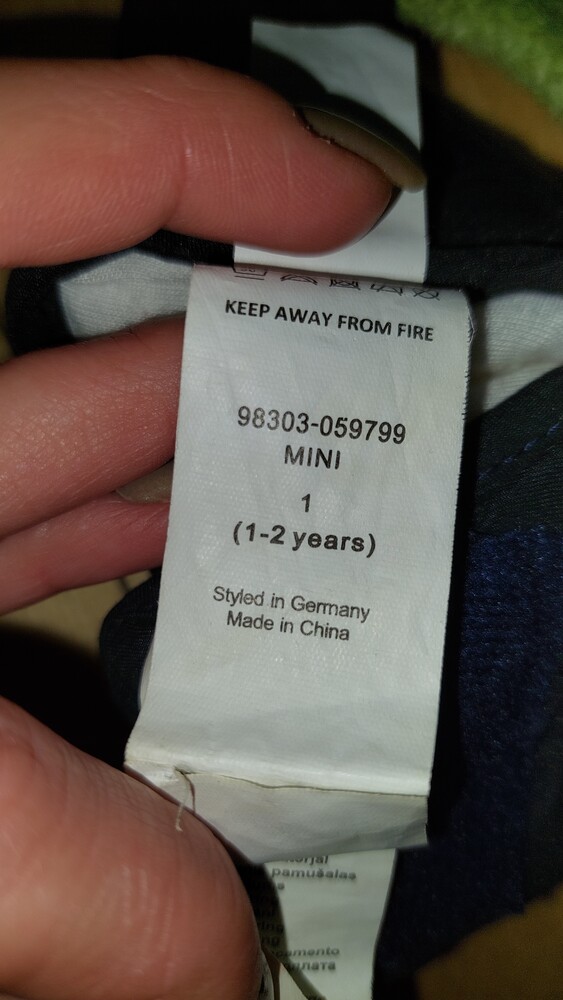 KEEP AWAY FROM FIRE
98303-059799
MINI
1
(1-2 years)
Styled in Germany
Made in China
pamušalas